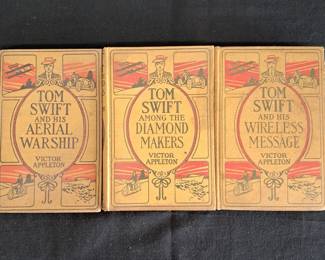 TOM
SWIFT
AND HIS
AERIAL
WARSHIP
VICTOR
APPLETON
TOM
SWIFT
AMONG THE
DIAMOND
MAKERS
VICTOR
APPLETON
TOM
SWIFT
AND HIS
WIRELESS
MESSAGE
VICTOR
APPLETON